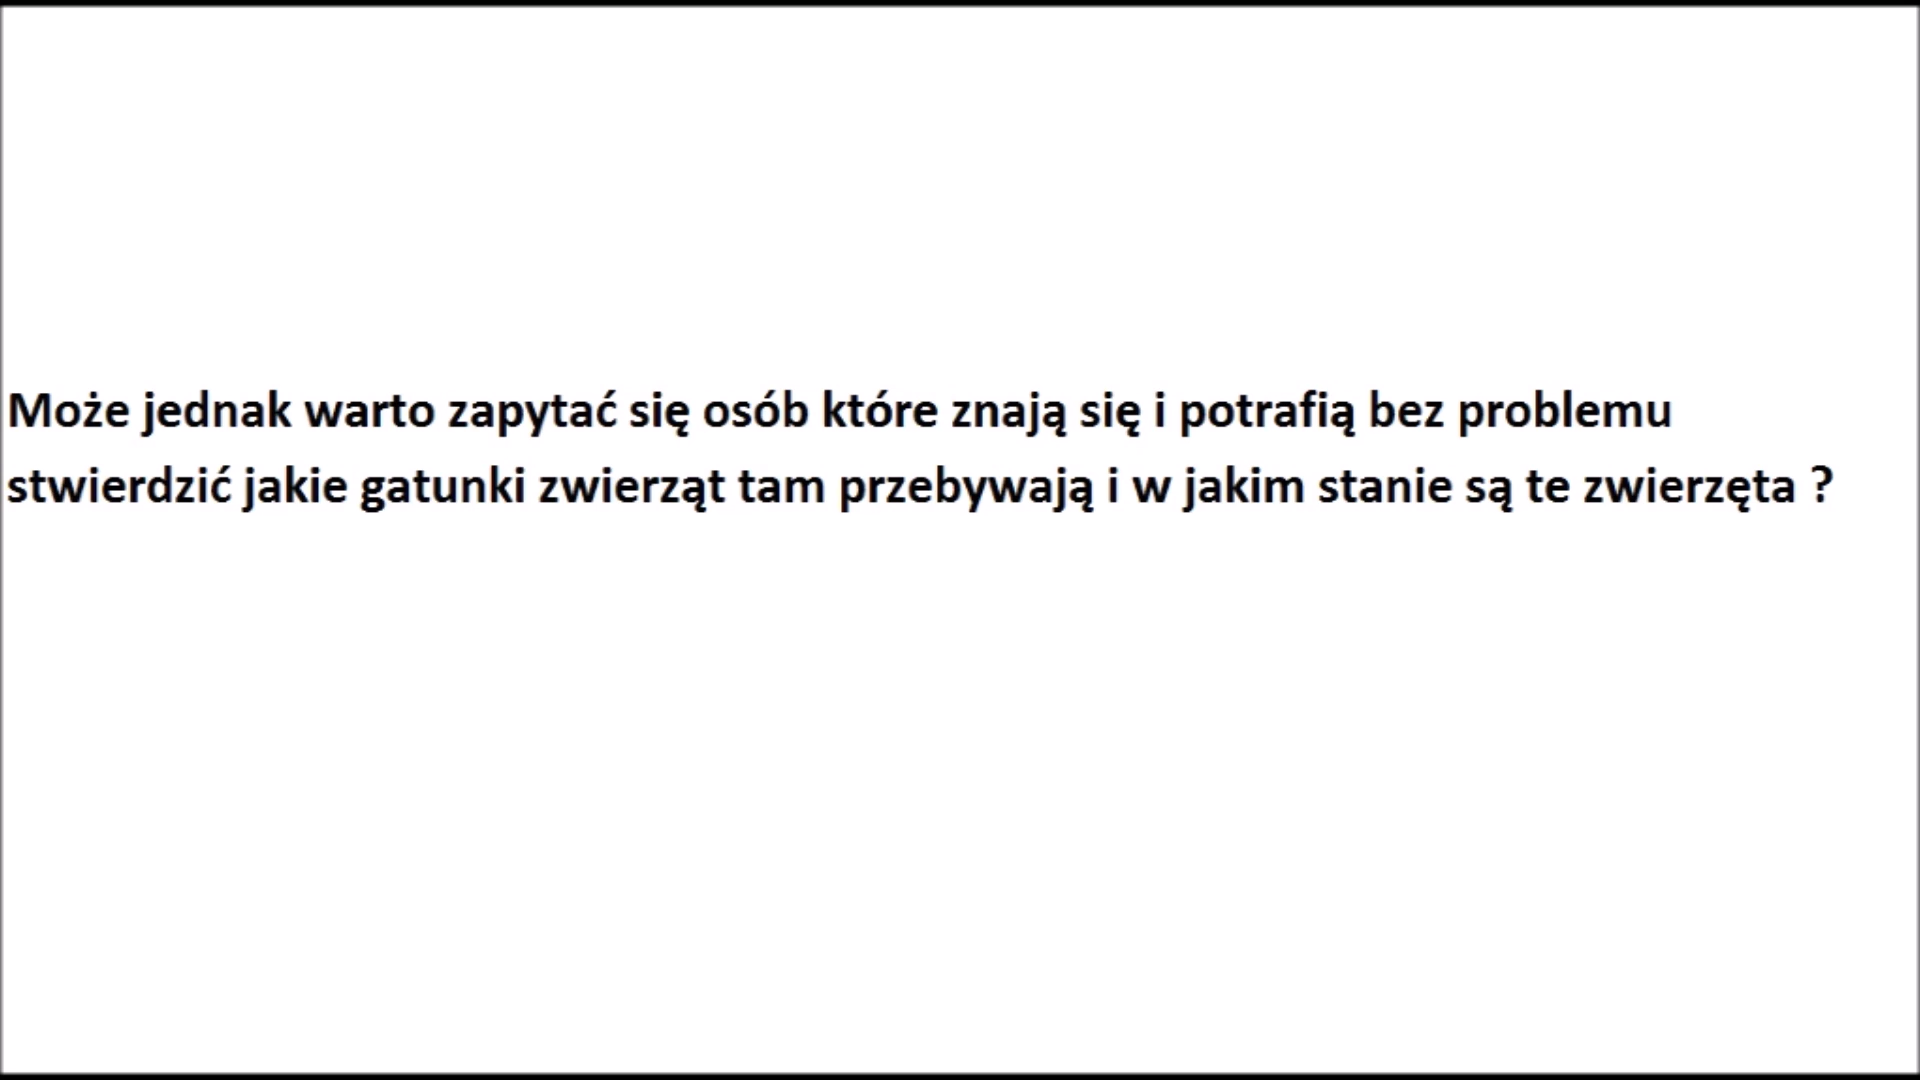 Może jednak warto zapytać się osób które znają się i potrafią bez problemu
stwierdzić jakie gatunki zwierząt tam przebywają i w jakim stanie są te zwierzęta ?